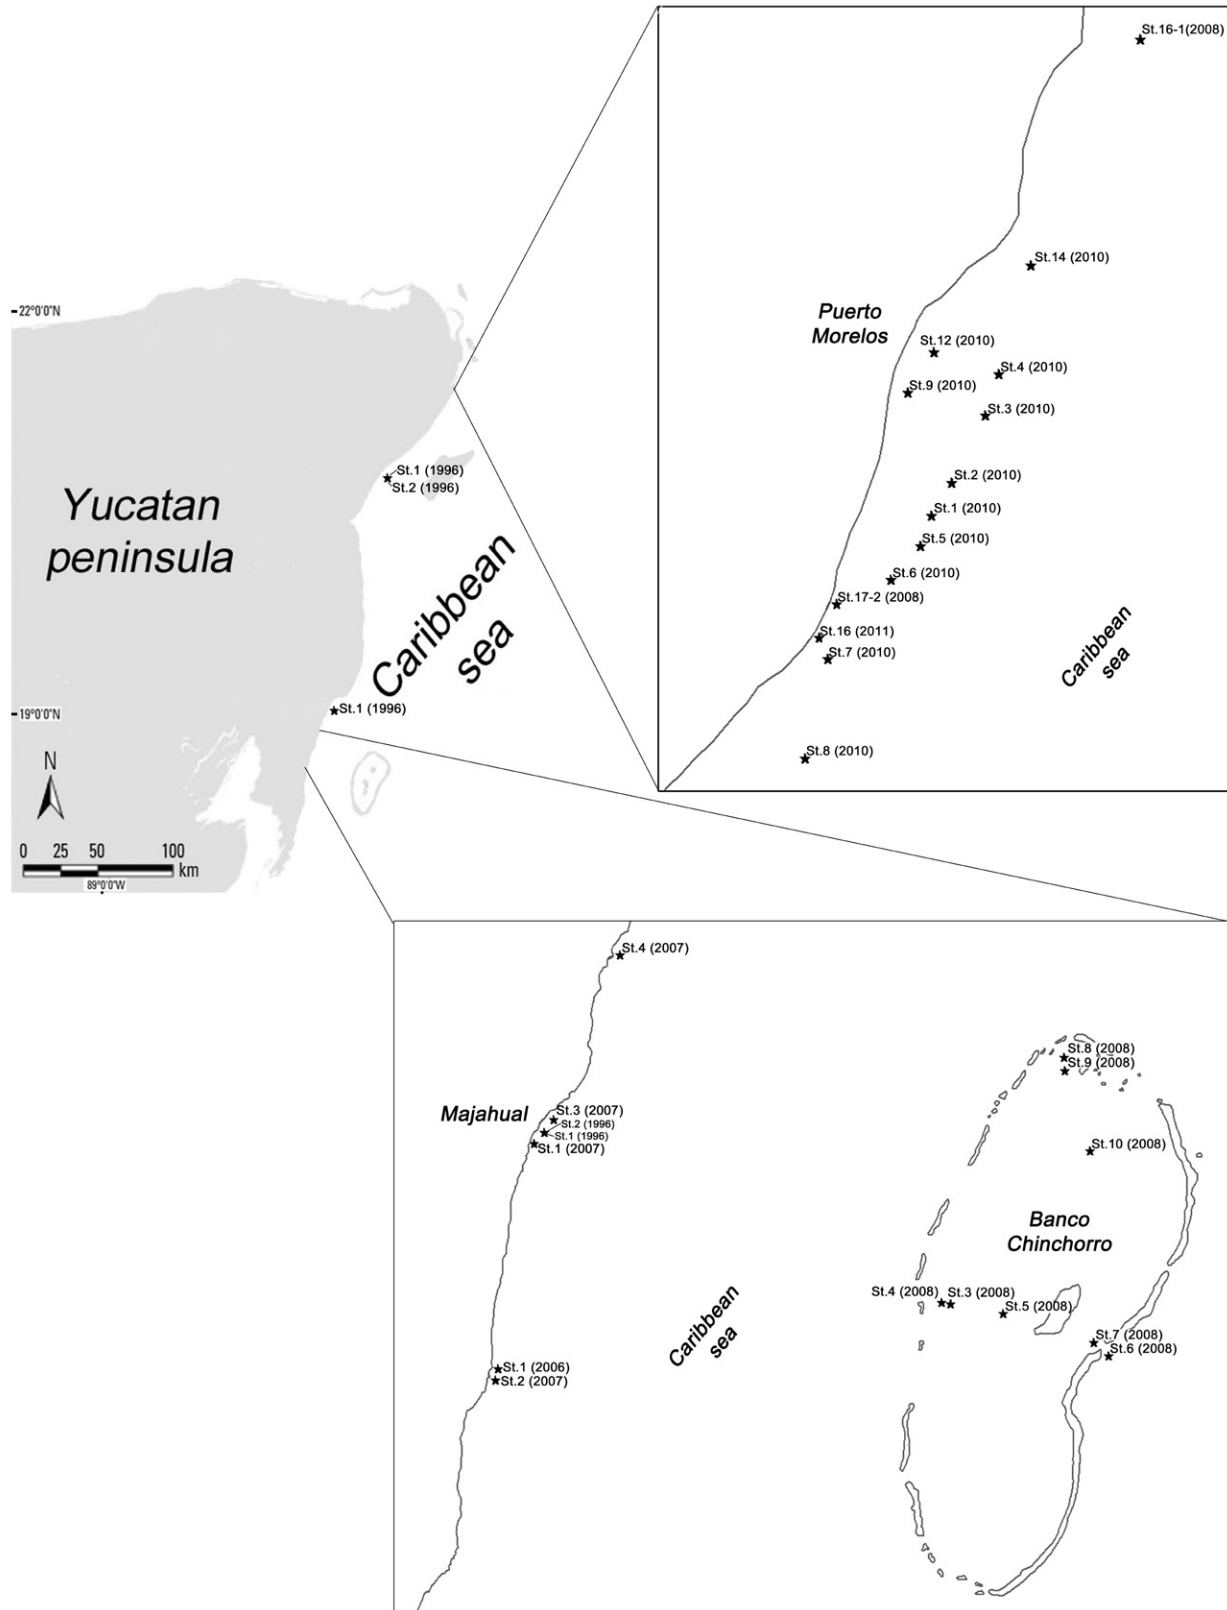 St.16-1(2008)
St.14 (2010)
Puerto
Morelos
St.12 (2010)
St.4 (2010)
St.9 (2010)
St.3 (2010)
St.2 (2010)
St.1 (2010)
St.5 (2010)
St.6 (2010)
St.17-2 (2008)
St.16 (2011)
St.7 (2010)
St.8 (2010)
Caribbean
sea
22°0'0"N
St.1 (1996)
St.2 (1996)
Yucatan
peninsula
Caribbean
sea
19°0'0"N
St.1 (1996)
N
0 25 50 100
km
89°0'0"W
St.4 (2007)
Majahual
St.3 (2007)
St.2 (1996)
St.1 (1996)
St.1 (2007)
St.1 (2006)
St.2 (2007)
Caribbean
sea
St.8 (2008)
St.9 (2008)
St.10 (2008)
Banco
Chinchorro
St.4 (2008)
St.3 (2008)
St.5 (2008)
St.7 (2008)
St.6 (2008)